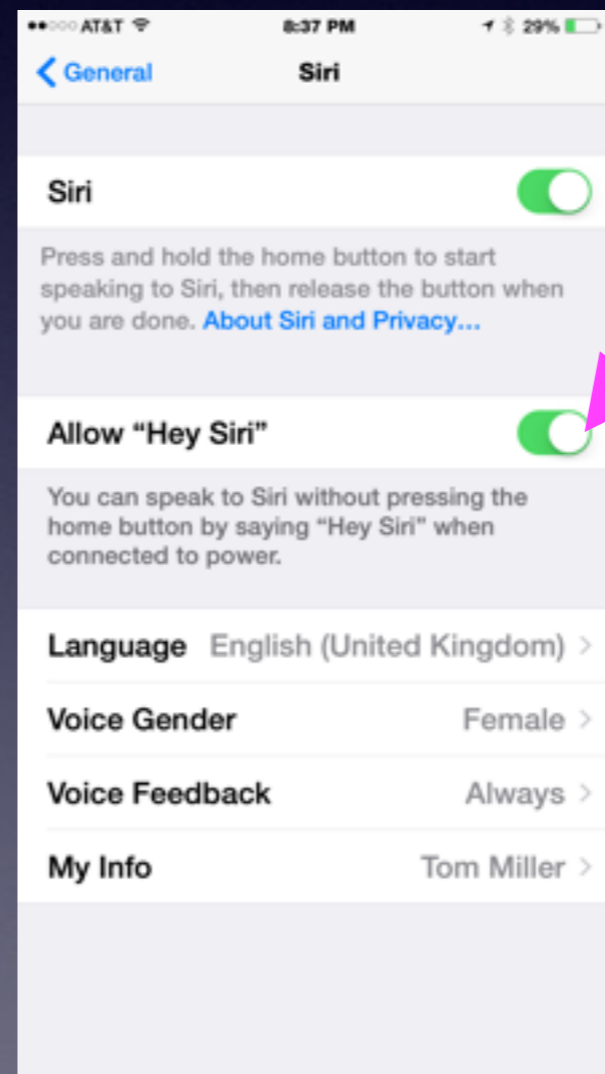 AT&T 8:37 PM 29%
General Siri
Siri
Press and hold the home button to start
speaking to Siri, then release the button when
you are done. About Siri and Privacy...
Allow “Hey Siri”
You can speak to Siri without pressing the
home button by saying “Hey Siri” when
connected to power.
Language English (United Kingdom)
Voice Gender Female
Voice Feedback Always
My Info Tom Miller